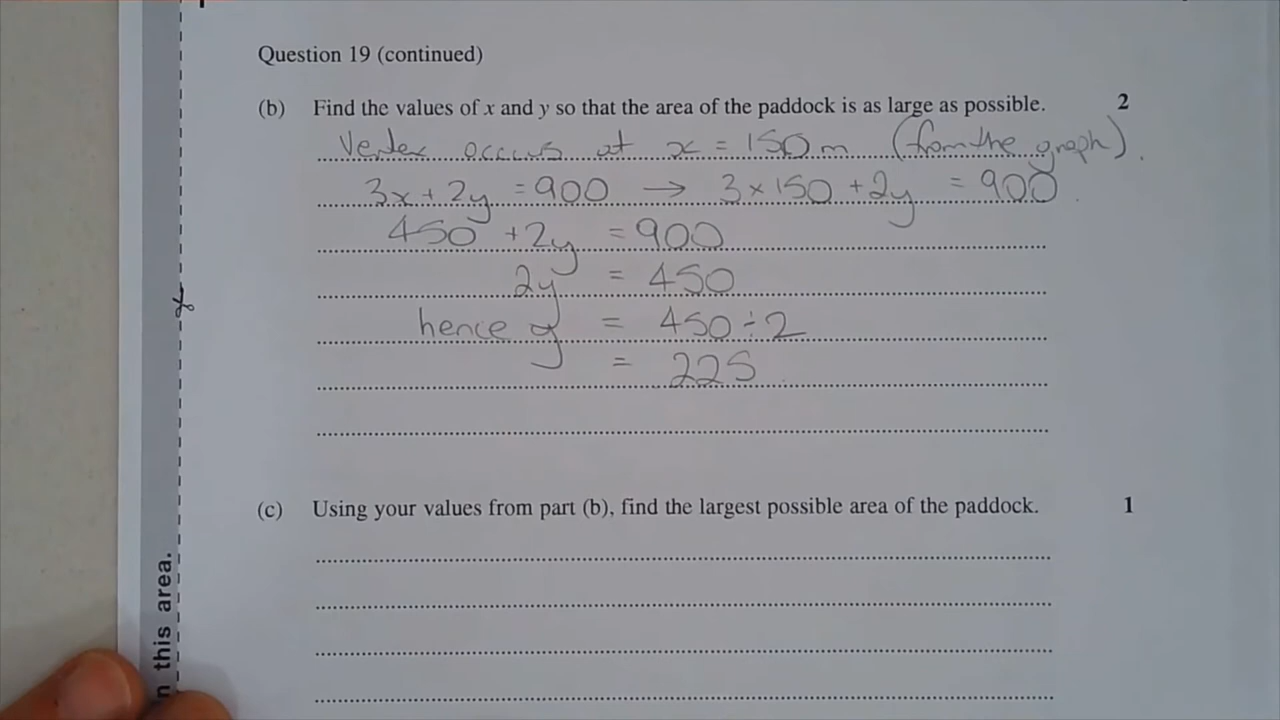 Question 19 (continued)
(b) Find the values of x and y so that the area of the paddock is as large as possible. 2
Vertex occurs at x = 150m (from the graph).
3x + 2y = 900 → 3 × 150 + 2y = 900
450 + 2y = 900
2y = 450
hence y = 450 ÷ 2
= 225
(c) Using your values from part (b), find the largest possible area of the paddock. 1
n this area.